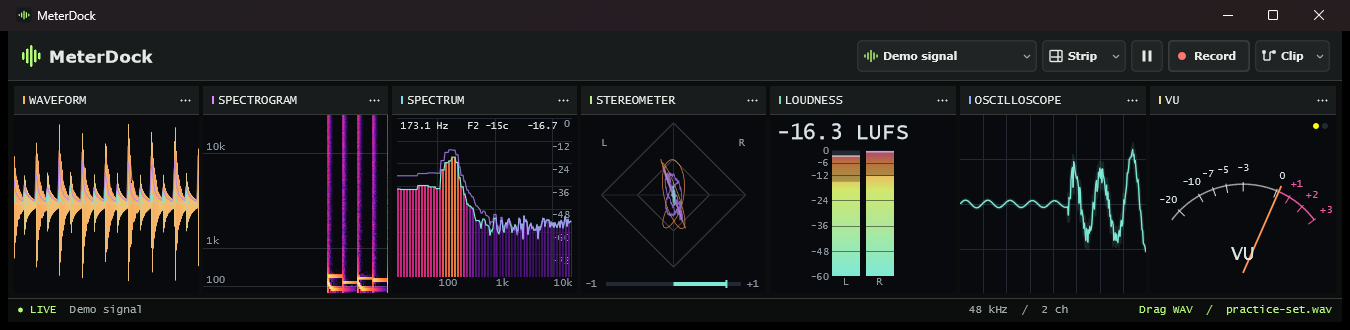 MeterDock
MeterDock
Demo signal
Strip
Record
Clip
WAVEFORM
SPECTROGRAM
10k
1k
100
SPECTRUM
173.1 Hz F2 -15c -16.7
0
-12
-24
-36
-48
-60
-72
100 1k 10k
STEREOMETER
L R
-1 +1
LOUDNESS
-16.3 LUFS
0
-6
-12
-24
-36
-48
-60
L R
OSCILLOSCOPE
VU
-20 -10 -7 -5 -3 0 +1 +2 +3
VU
LIVE Demo signal
48 kHz / 2 ch
Drag WAV / practice-set.wav